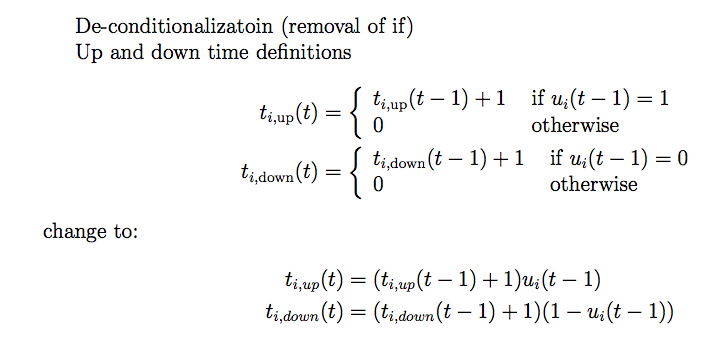 De-conditionalizatoin (removal of if)
Up and down time definitions
t_{i,up}(t) = { t_{i,up}(t − 1) + 1 if u_i(t − 1) = 1
0 otherwise
t_{i,down}(t) = { t_{i,down}(t − 1) + 1 if u_i(t − 1) = 0
0 otherwise
change to:
t_{i,up}(t) = (t_{i,up}(t − 1) + 1)u_i(t − 1)
t_{i,down}(t) = (t_{i,down}(t − 1) + 1)(1 − u_i(t − 1))